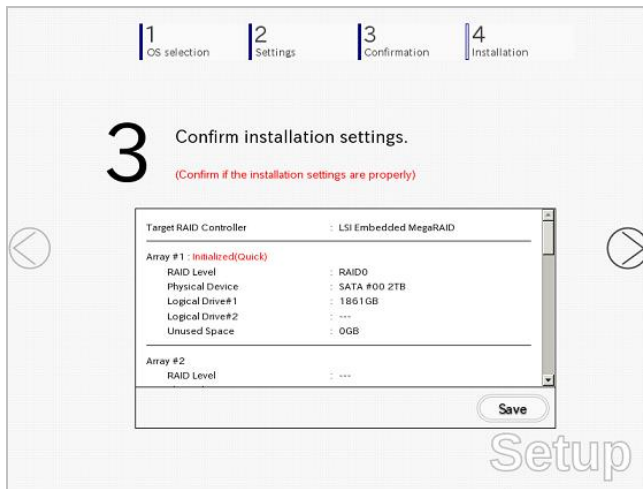 1 2 3 4
OS selection Settings Confirmation Installation
3 Confirm installation settings.
(Confirm if the installation settings are properly)
Target RAID Controller : LSI Embedded MegaRAID
Array #1 : Initialized(Quick)
RAID Level : RAID0
Physical Device : SATA #00 2TB
Logical Drive#1 : 1861GB
Logical Drive#2 : ---
Unused Space : 0GB
Array #2
RAID Level : ---
Save
Setup